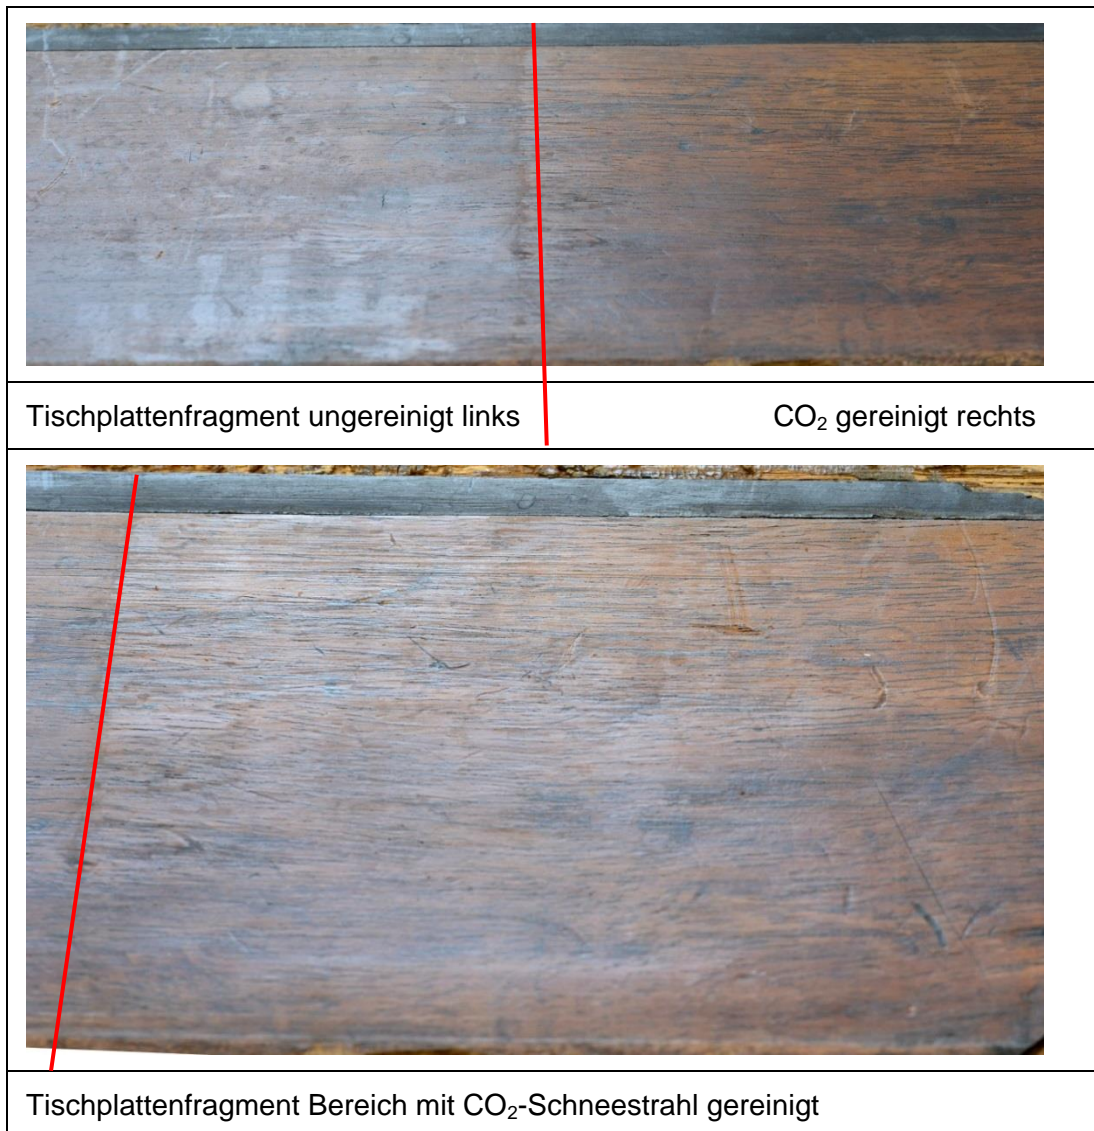 Tischplattenfragment ungereinigt links CO₂ gereinigt rechts
Tischplattenfragment Bereich mit CO₂-Schneestrahl gereinigt